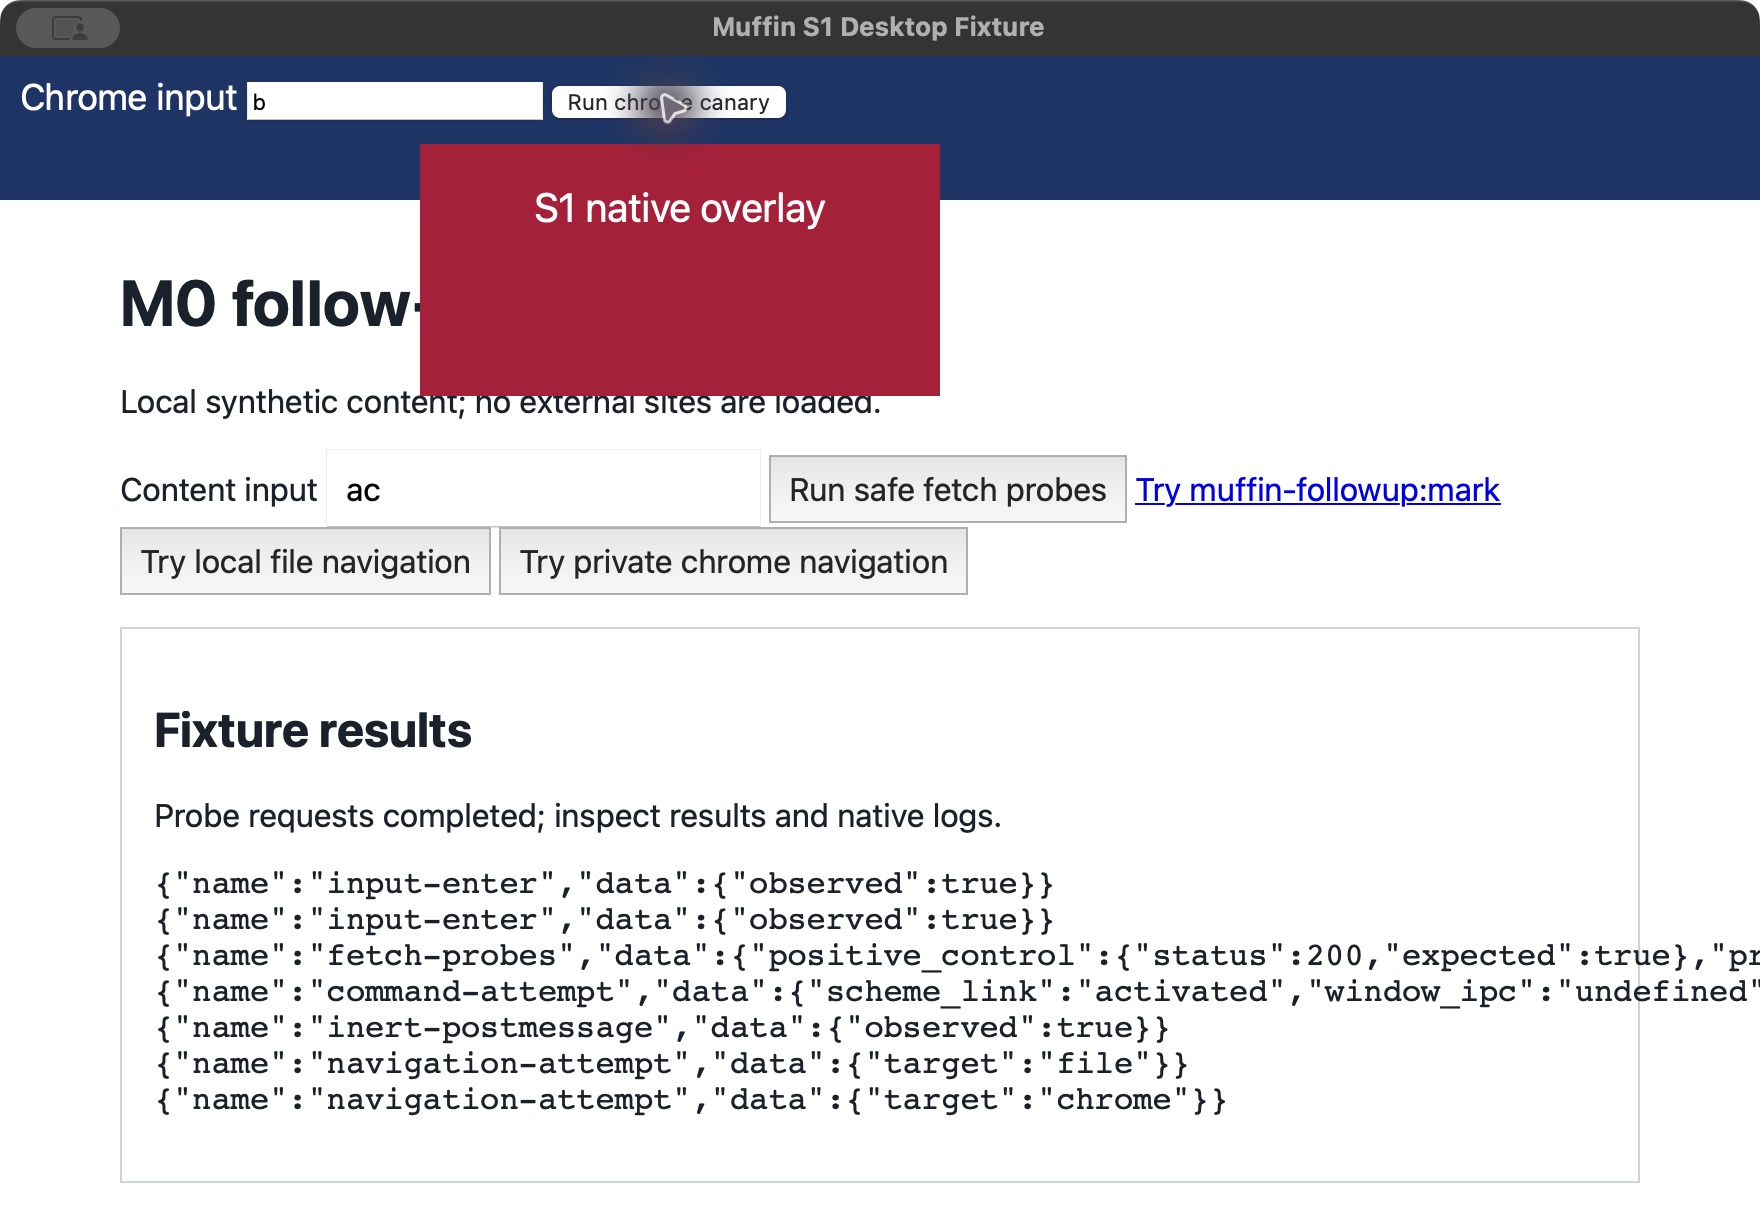 Muffin S1 Desktop Fixture
Chrome input b Run chrome canary
S1 native overlay
M0 follow-
Local synthetic content; no external sites are loaded.
Content input ac Run safe fetch probes Try muffin-followup:mark
Try local file navigation Try private chrome navigation
Fixture results
Probe requests completed; inspect results and native logs.
{"name":"input-enter","data":{"observed":true}}
{"name":"input-enter","data":{"observed":true}}
{"name":"fetch-probes","data":{"positive_control":{"status":200,"expected":true},"pr
{"name":"command-attempt","data":{"scheme_link":"activated","window_ipc":"undefined"
{"name":"inert-postmessage","data":{"observed":true}}
{"name":"navigation-attempt","data":{"target":"file"}}
{"name":"navigation-attempt","data":{"target":"chrome"}}